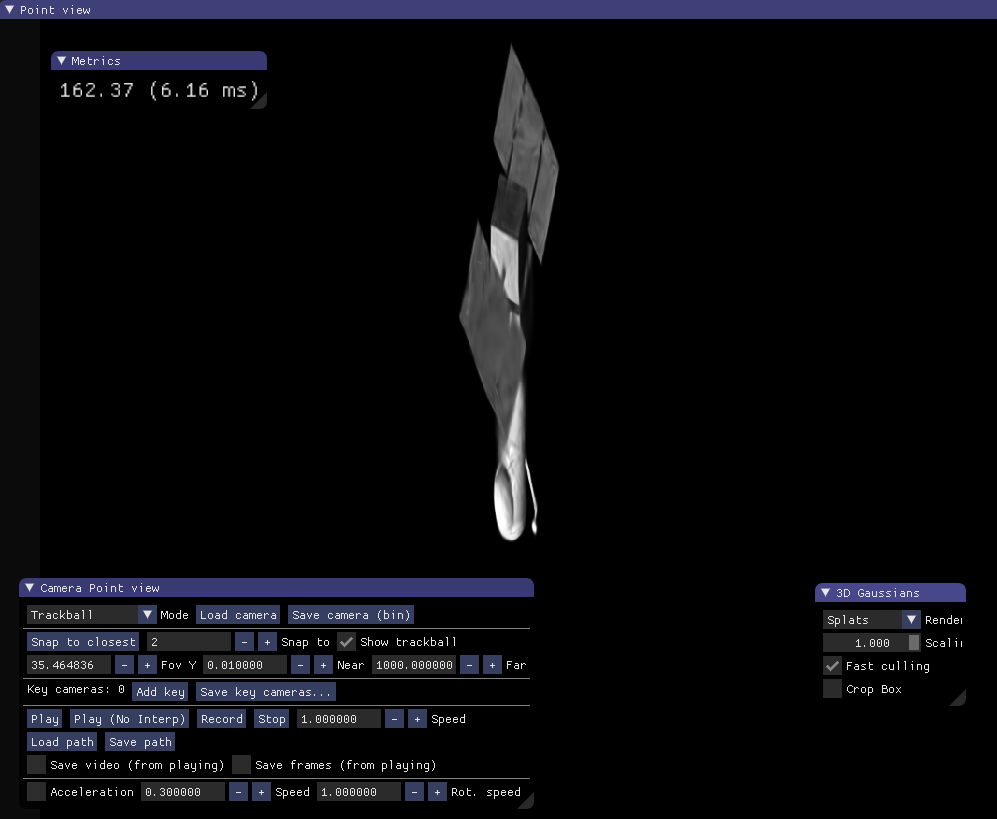 Point view
Metrics
162.37 (6.16 ms)
Camera Point view
Trackball Mode Load camera Save camera (bin)
Snap to closest 2 - + Snap to Show trackball
35.464836 - + Fov Y 0.010000 - + Near 1000.000000 - + Far
Key cameras: 0 Add key Save key cameras...
Play Play (No Interp) Record Stop 1.000000 - + Speed
Load path Save path
Save video (from playing) Save frames (from playing)
Acceleration 0.300000 - + Speed 1.000000 - + Rot. speed
3D Gaussians
Splats Render
1.000 Scalin
Fast culling
Crop Box